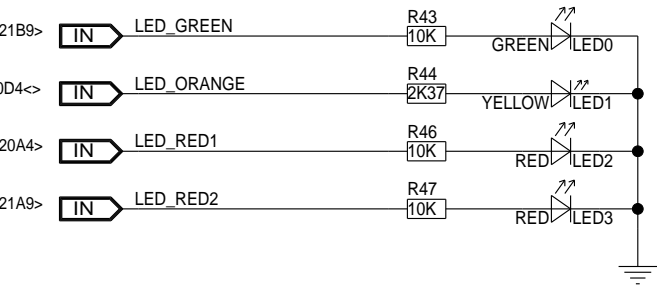 21B9> IN LED_GREEN R43 10K GREEN LED0
0D4<> IN LED_ORANGE R44 2K37 YELLOW LED1
20A4> IN LED_RED1 R46 10K RED LED2
21A9> IN LED_RED2 R47 10K RED LED3